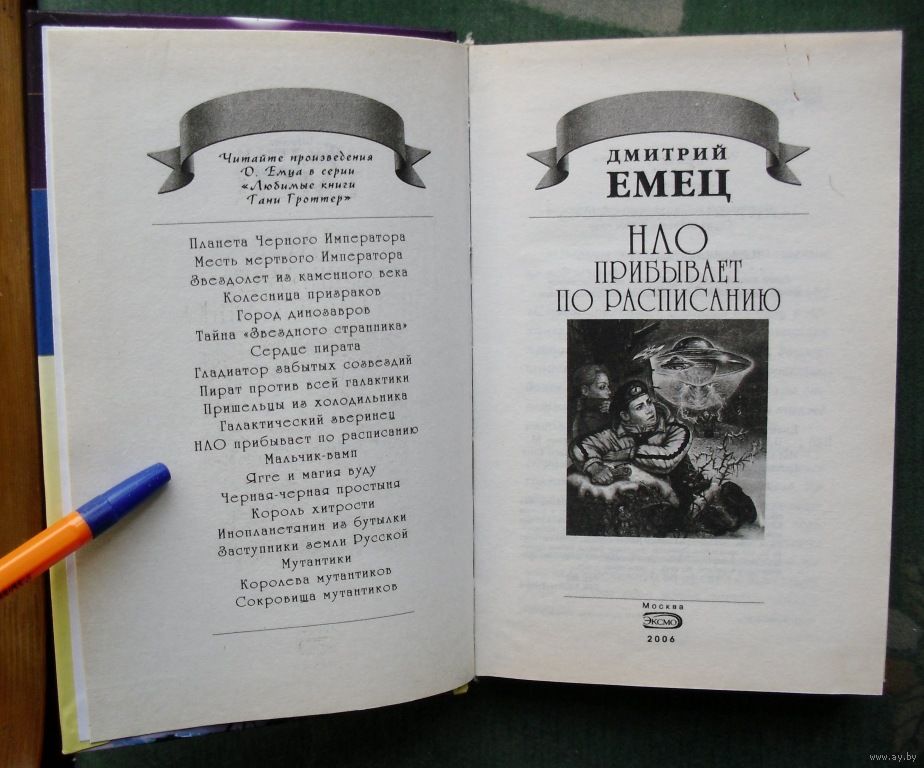 Читайте произведения
Д. Емца в серии
«Любимые книги
Тани Гроттер»
Планета Черного Императора
Месть мертвого Императора
Звездолет из каменного века
Колесница призраков
Город динозавров
Тайна «Звездного странника»
Сердце пирата
Гладиатор забытых созвездий
Пират против всей галактики
Пришельцы из холодильника
Галактический зверинец
НЛО прибывает по расписанию
Мальчик-вамп
Ягге и магия вуду
Черная-черная простыня
Король хитрости
Инопланетянин из бутылки
Заступники земли Русской
Мутантики
Королева мутантиков
Сокровища мутантиков
ДМИТРИЙ
ЕМЕЦ
НЛО
ПРИБЫВАЕТ
ПО РАСПИСАНИЮ
Москва
ЭКСМО
2006
www.ay.by